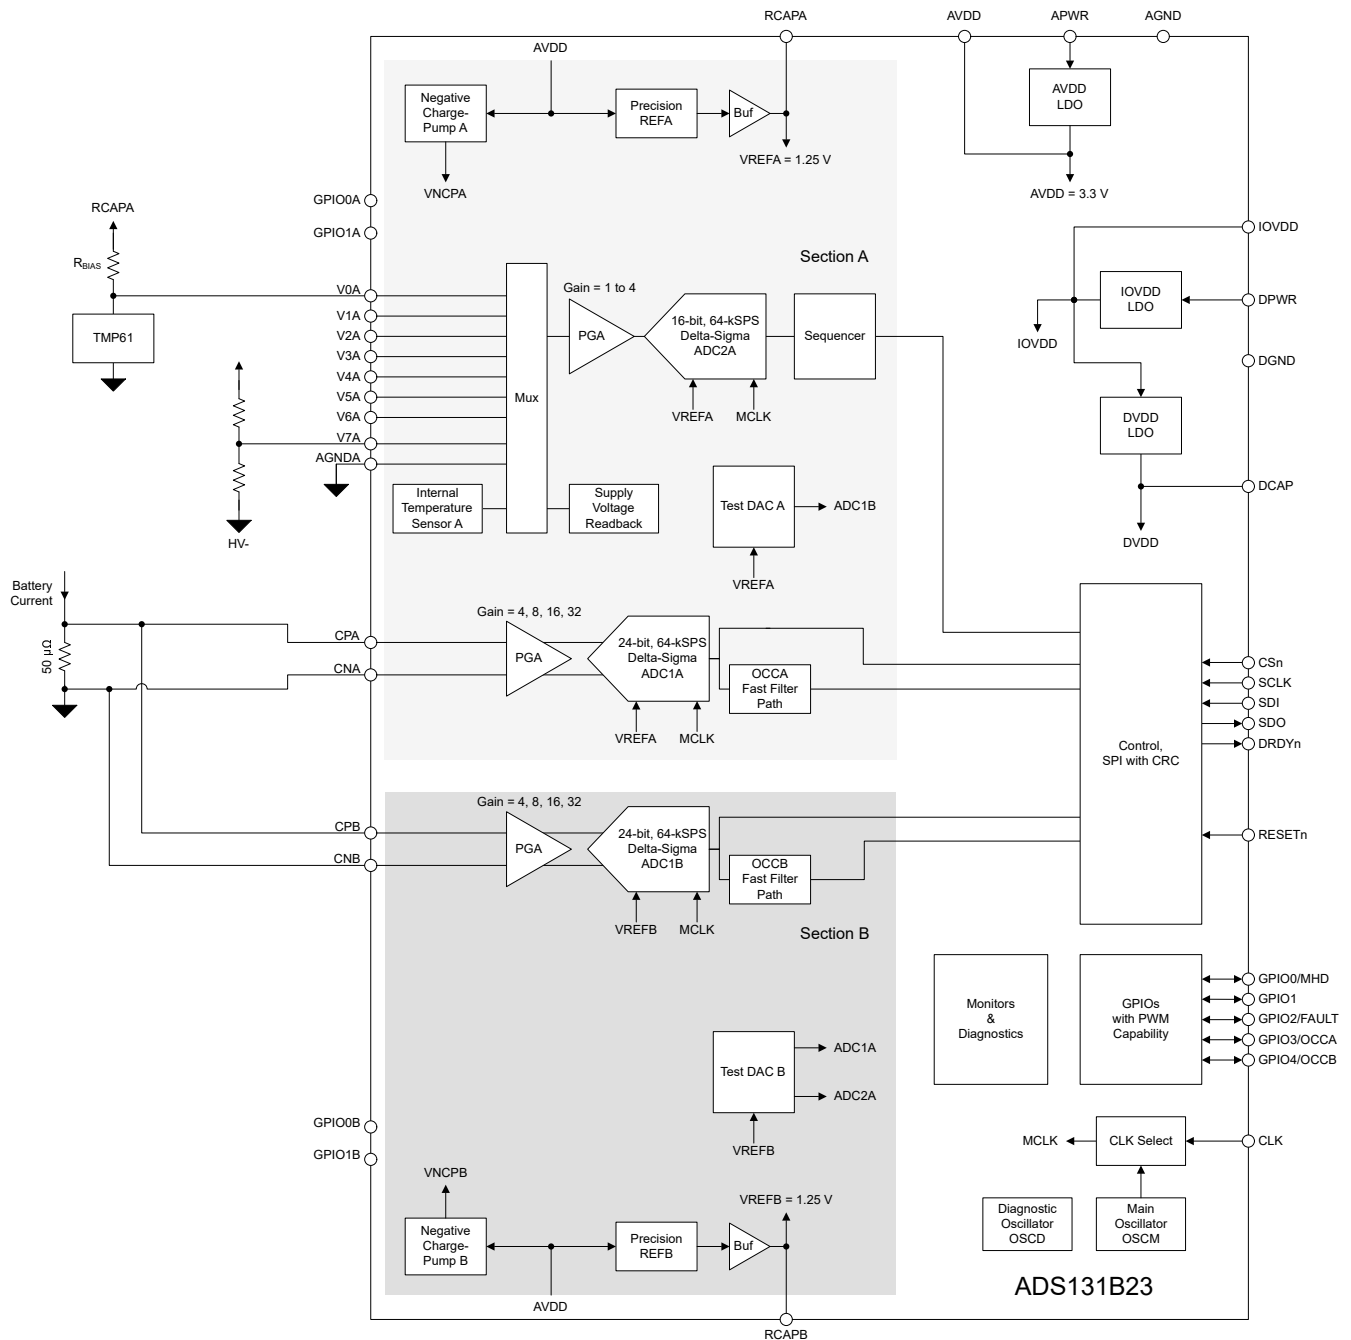 RCAPA
AVDD
APWR
AGND
AVDD
Negative
Charge-
Pump A
Precision
REFA
Buf
AVDD
LDO
VREFA = 1.25 V
VNCPA
AVDD = 3.3 V
GPIO0A
GPIO1A
RCAPA
RBIAS
TMP61
IOVDD
IOVDD
LDO
DPWR
IOVDD
DGND
DVDD
LDO
DCAP
DVDD
Section A
V0A
V1A
V2A
V3A
V4A
V5A
V6A
V7A
AGNDA
Mux
Gain = 1 to 4
PGA
16-bit, 64-kSPS
Delta-Sigma
ADC2A
Sequencer
VREFA
MCLK
Internal
Temperature
Sensor A
Supply
Voltage
Readback
Test DAC A
ADC1B
VREFA
HV-
Battery
Current
50 µΩ
CPA
CNA
Gain = 4, 8, 16, 32
PGA
24-bit, 64-kSPS
Delta-Sigma
ADC1A
OCCA
Fast Filter
Path
VREFA
MCLK
Control,
SPI with CRC
CSn
SCLK
SDI
SDO
DRDYn
RESETn
CPB
CNB
Gain = 4, 8, 16, 32
PGA
24-bit, 64-kSPS
Delta-Sigma
ADC1B
OCCB
Fast Filter
Path
VREFB
MCLK
Section B
Monitors
&
Diagnostics
GPIOs
with PWM
Capability
GPIO0/MHD
GPIO1
GPIO2/FAULT
GPIO3/OCCA
GPIO4/OCCB
Test DAC B
ADC1A
ADC2A
VREFB
GPIO0B
GPIO1B
MCLK
CLK Select
CLK
VNCPB
VREFB = 1.25 V
Negative
Charge-
Pump B
Precision
REFB
Buf
Diagnostic
Oscillator
OSCD
Main
Oscillator
OSCM
AVDD
ADS131B23
RCAPB